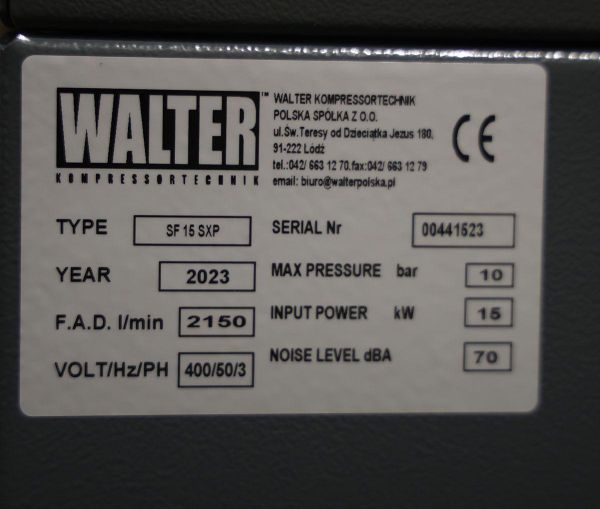 WALTER™
KOMPRESSORTECHNIK
WALTER KOMPRESSORTECHNIK
POLSKA SPÓŁKA Z O.O.
ul.Św.Teresy od Dzieciątka Jezus 180,
91-222 Łódź
tel.:042/ 663 12 70.fax:042/ 663 12 79
email: biuro@walterpolska.pl
CE
TYPE SF 15 SXP
SERIAL Nr 00441523
YEAR 2023
MAX PRESSURE bar 10
F.A.D. l/min 2150
INPUT POWER kW 15
VOLT/Hz/PH 400/50/3
NOISE LEVEL dBA 70